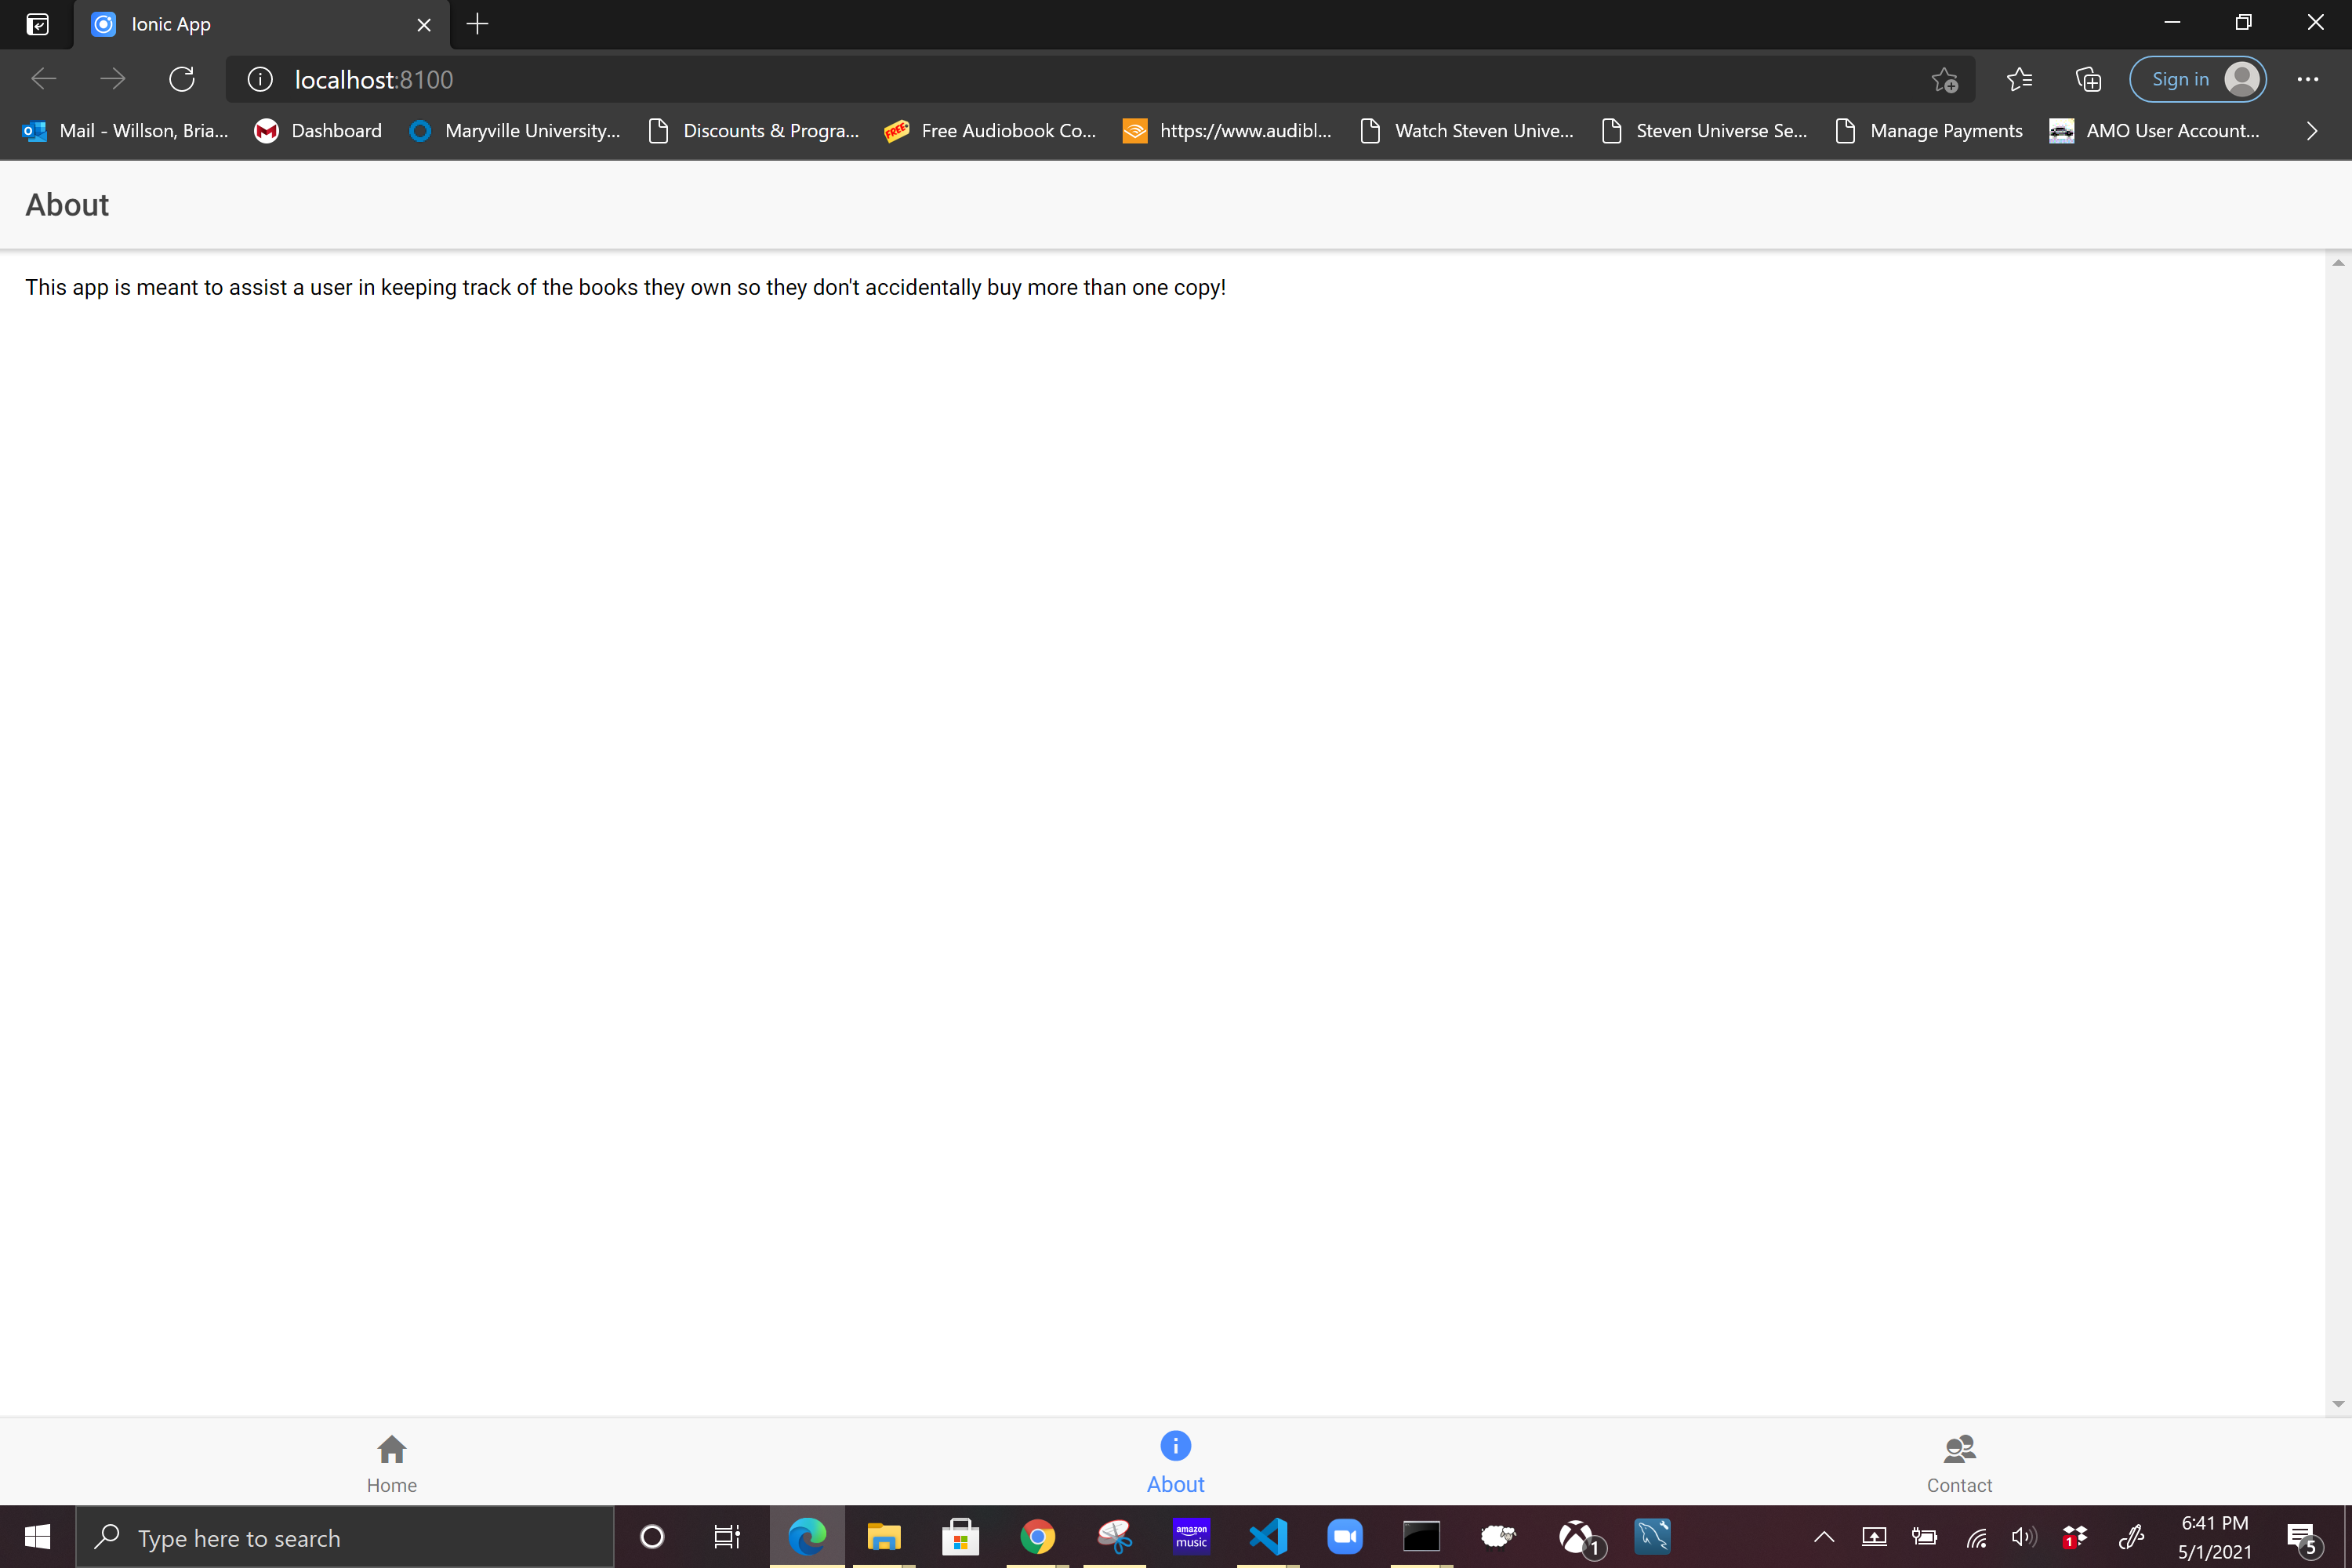 Ionic App
localhost:8100
Sign in
Mail - Willson, Bria...
Dashboard
Maryville University...
Discounts & Progra...
FREE
Free Audiobook Co...
https://www.audibl...
Watch Steven Unive...
Steven Universe Se...
Manage Payments
AMO User Account...
About
This app is meant to assist a user in keeping track of the books they own so they don't accidentally buy more than one copy!
Home
About
Contact
Type here to search
amazon
music
1
1
6:41 PM
5/1/2021
5